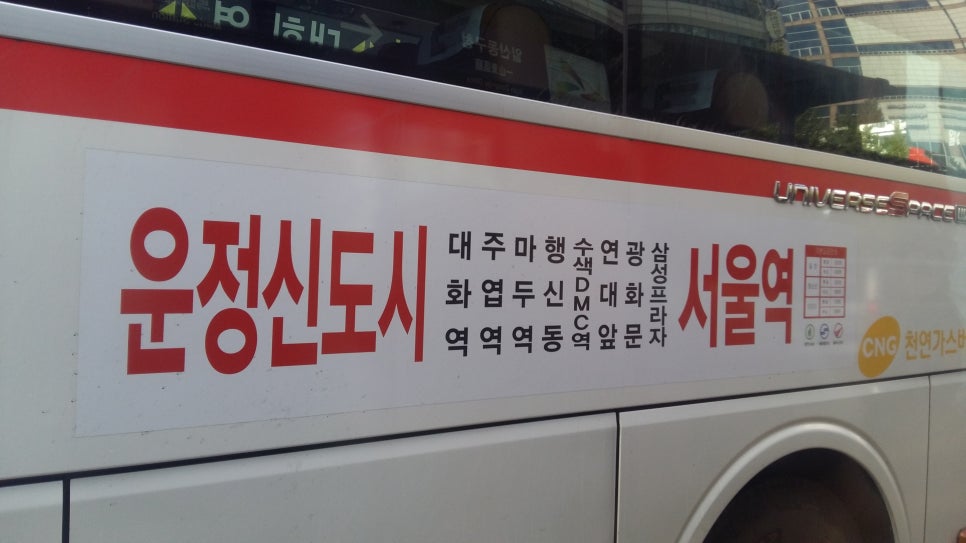 UNIVERSE SPACE
운정신도시
대화역
주엽역
마두역
행신동
수색DMC역
연대앞
광화문
삼성프라자
서울역
CNG 천연가스버